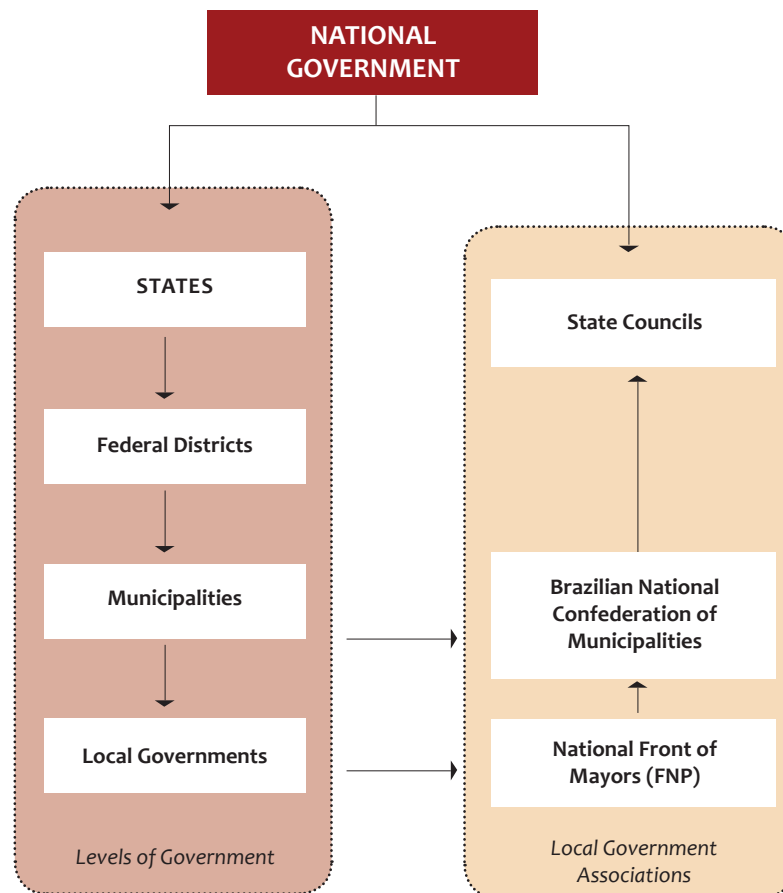 NATIONAL
GOVERNMENT
STATES
Federal Districts
Municipalities
Local Governments
Levels of Government
State Councils
Brazilian National
Confederation of
Municipalities
National Front of
Mayors (FNP)
Local Government
Associations